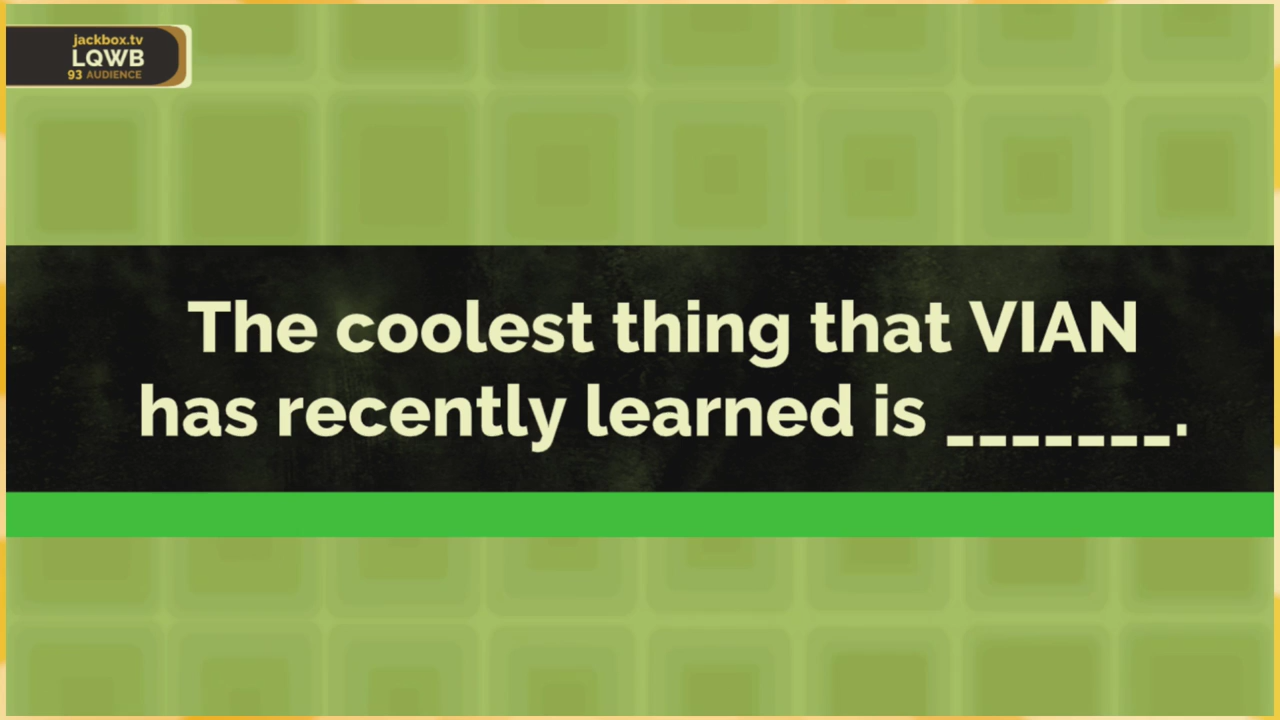 jackbox.tv
LQWB
93 AUDIENCE
The coolest thing that VIAN
has recently learned is _______.